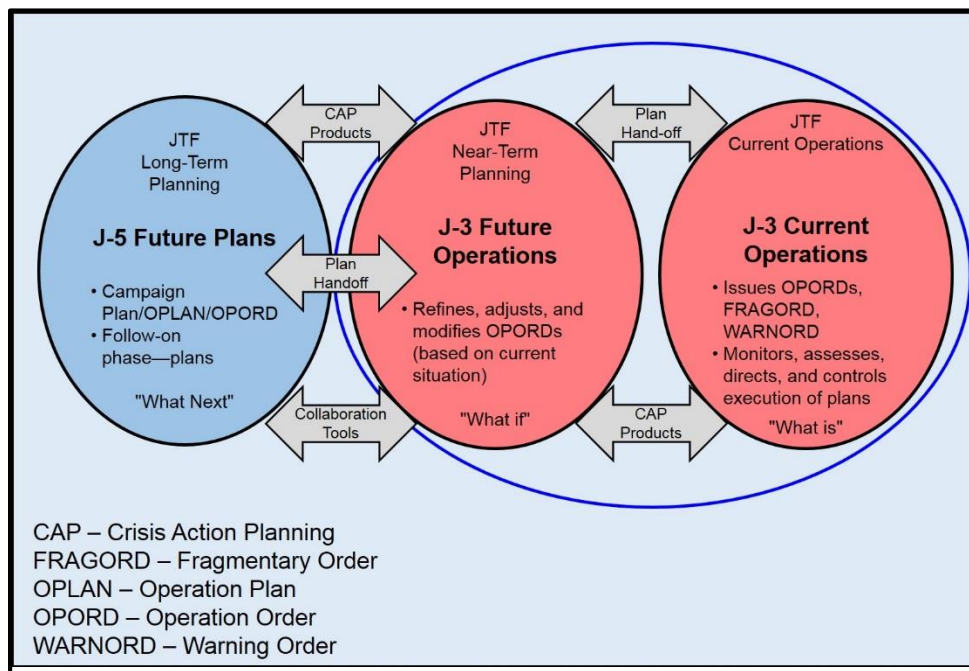 JTF
Long-Term
Planning
J-5 Future Plans
• Campaign
Plan/OPLAN/OPORD
• Follow-on
phase—plans
"What Next"
CAP
Products
Plan
Handoff
Collaboration
Tools
JTF
Near-Term
Planning
J-3 Future
Operations
• Refines, adjusts, and
modifies OPORDs
(based on current
situation)
"What if"
Plan
Hand-off
CAP
Products
JTF
Current Operations
J-3 Current
Operations
• Issues OPORDs,
FRAGORD,
WARNORD
• Monitors, assesses,
directs, and controls
execution of plans
"What is"
CAP – Crisis Action Planning
FRAGORD – Fragmentary Order
OPLAN – Operation Plan
OPORD – Operation Order
WARNORD – Warning Order